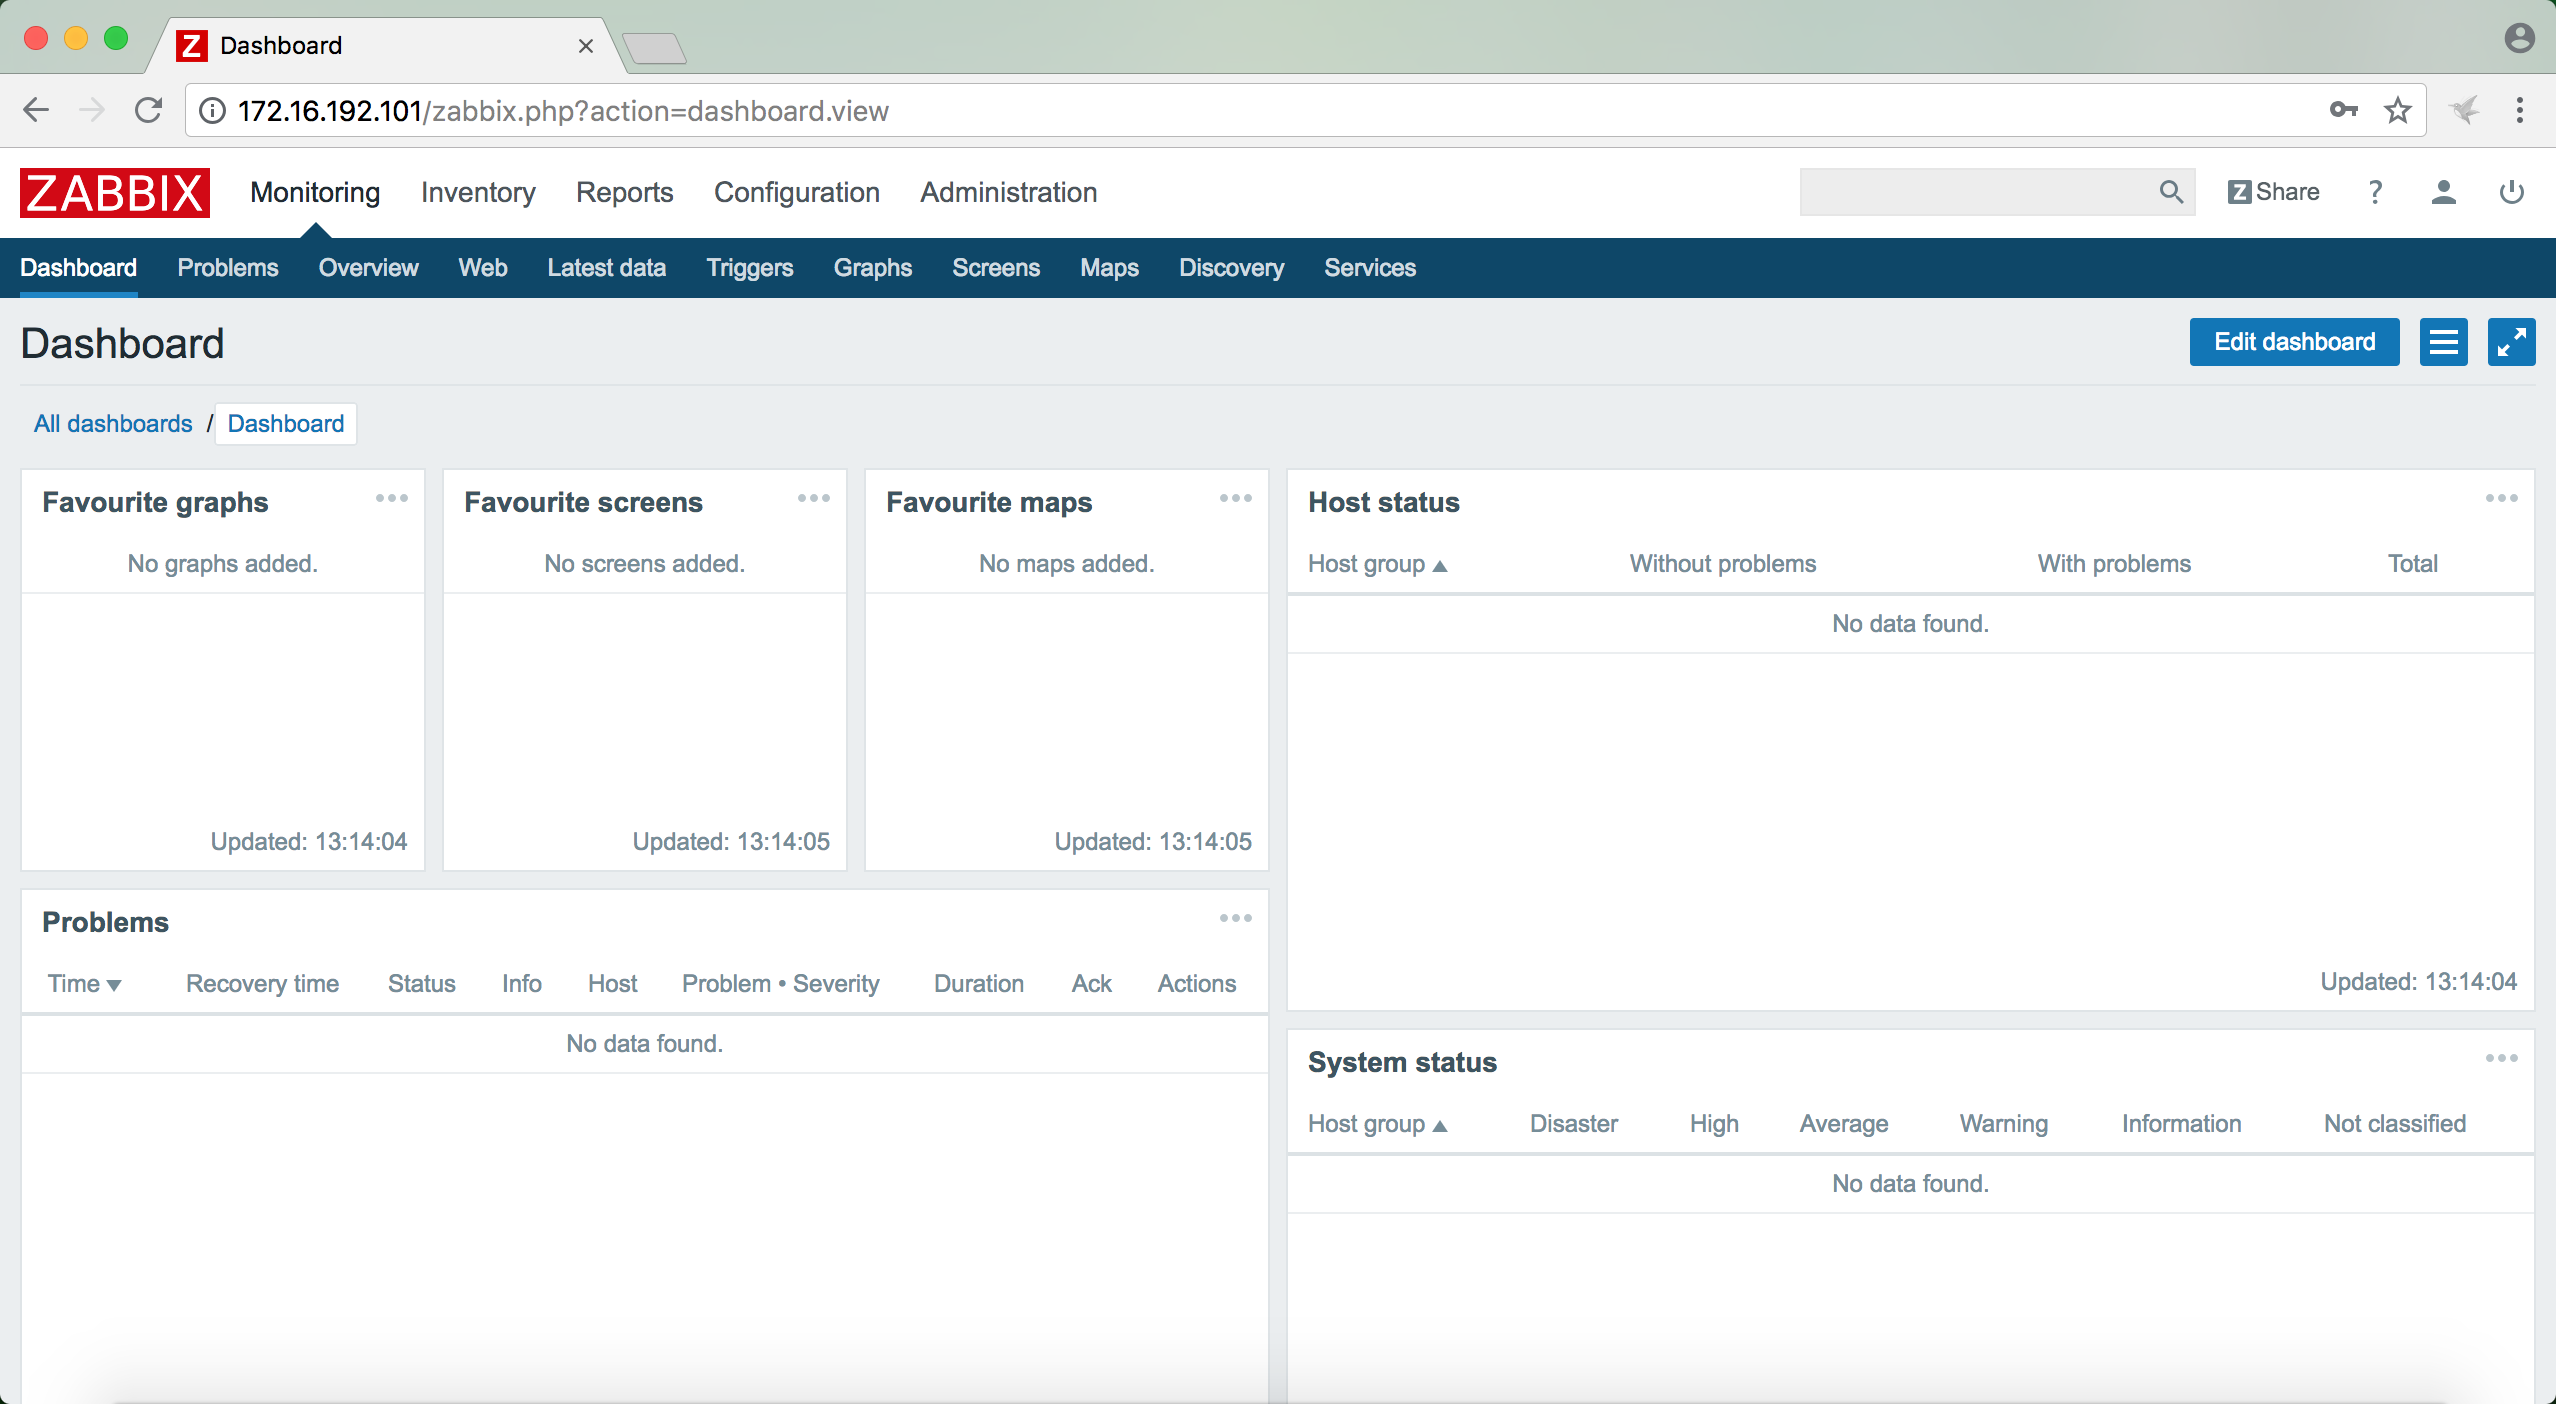 Dashboard
172.16.192.101/zabbix.php?action=dashboard.view
ZABBIX Monitoring Inventory Reports Configuration Administration Z Share ?
Dashboard Problems Overview Web Latest data Triggers Graphs Screens Maps Discovery Services
Dashboard Edit dashboard
All dashboards / Dashboard
Favourite graphs
No graphs added.
Updated: 13:14:04
Favourite screens
No screens added.
Updated: 13:14:05
Favourite maps
No maps added.
Updated: 13:14:05
Host status
Host group Without problems With problems Total
No data found.
Updated: 13:14:04
Problems
Time Recovery time Status Info Host Problem • Severity Duration Ack Actions
No data found.
System status
Host group Disaster High Average Warning Information Not classified
No data found.